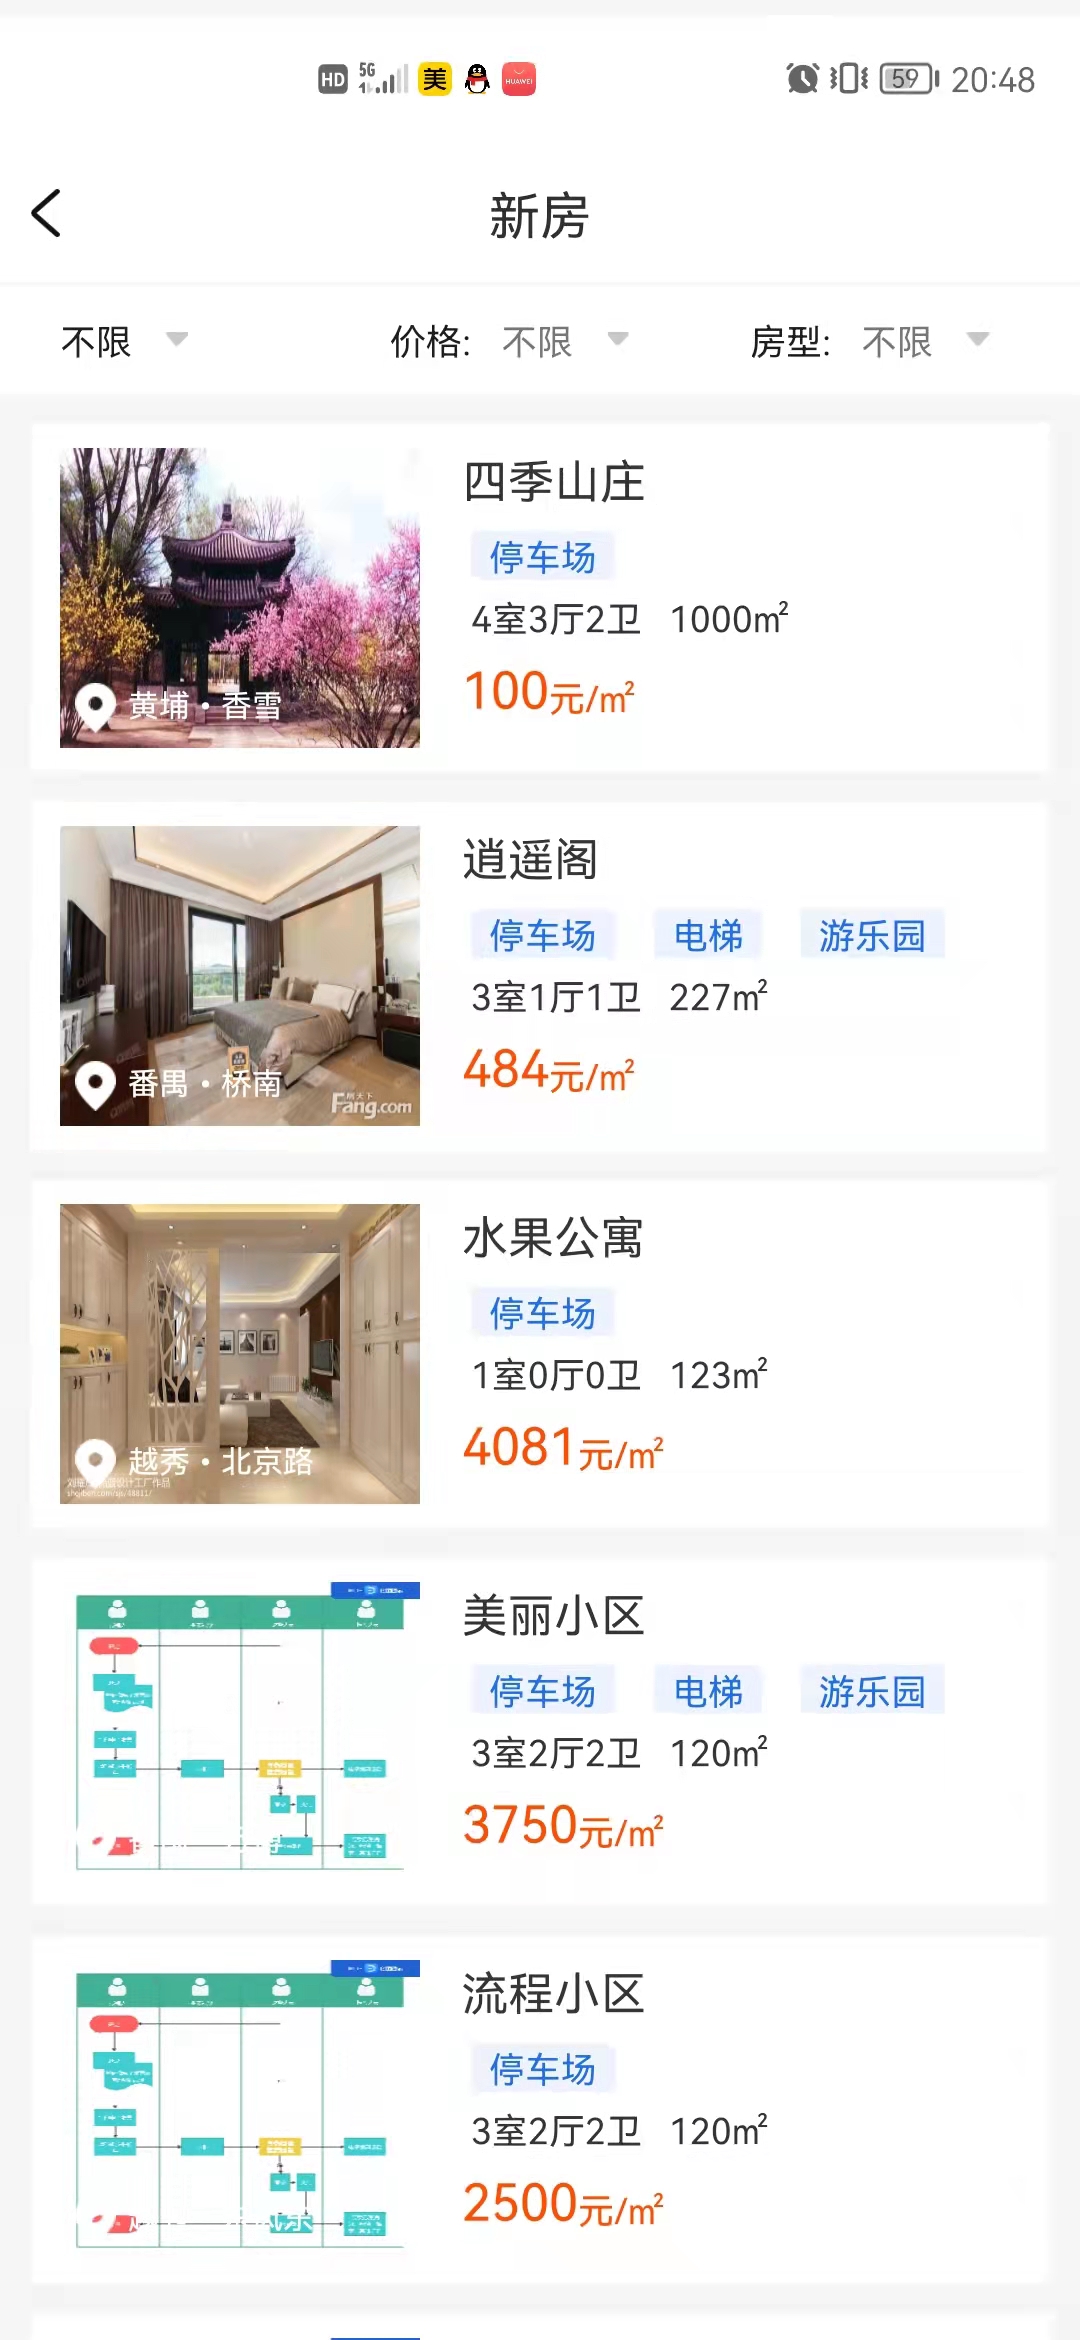 HD 5G 美 HUAWEI 59 20:48
新房
不限 价格: 不限 房型: 不限
四季山庄
停车场
4室3厅2卫 1000m²
100元/m²
黄埔·香雪
逍遥阁
停车场 电梯 游乐园
3室1厅1卫 227m²
484元/m²
番禺·桥南
房天下
Fang.com
水果公寓
停车场
1室0厅0卫 123m²
4081元/m²
越秀·北京路
美丽小区
停车场 电梯 游乐园
3室2厅2卫 120m²
3750元/m²
流程小区
停车场
3室2厅2卫 120m²
2500元/m²